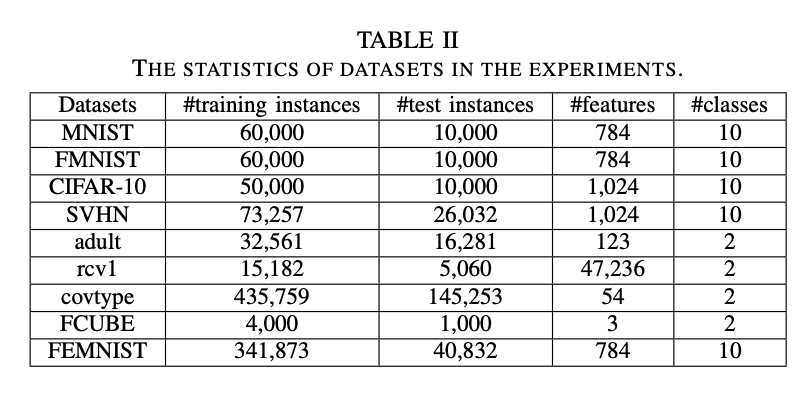 TABLE II
THE STATISTICS OF DATASETS IN THE EXPERIMENTS.
Datasets #training instances #test instances #features #classes
MNIST 60,000 10,000 784 10
FMNIST 60,000 10,000 784 10
CIFAR-10 50,000 10,000 1,024 10
SVHN 73,257 26,032 1,024 10
adult 32,561 16,281 123 2
rcv1 15,182 5,060 47,236 2
covtype 435,759 145,253 54 2
FCUBE 4,000 1,000 3 2
FEMNIST 341,873 40,832 784 10